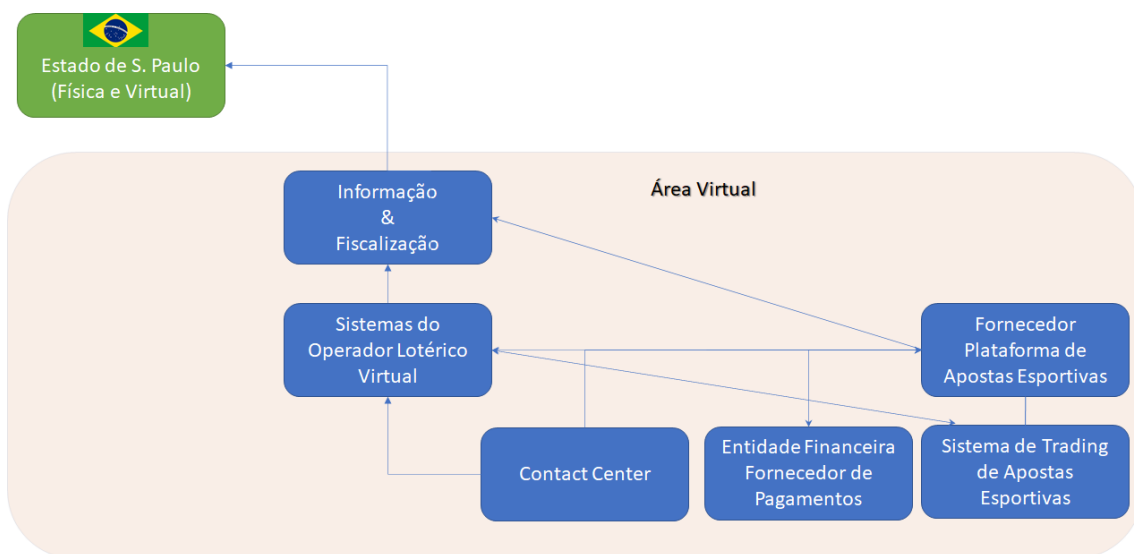 Estado de S. Paulo
(Física e Virtual)
Área Virtual
Informação
&
Fiscalização
Sistemas do
Operador Lotérico
Virtual
Fornecedor
Plataforma de
Apostas Esportivas
Contact Center
Entidade Financeira
Fornecedor de
Pagamentos
Sistema de Trading
de Apostas
Esportivas